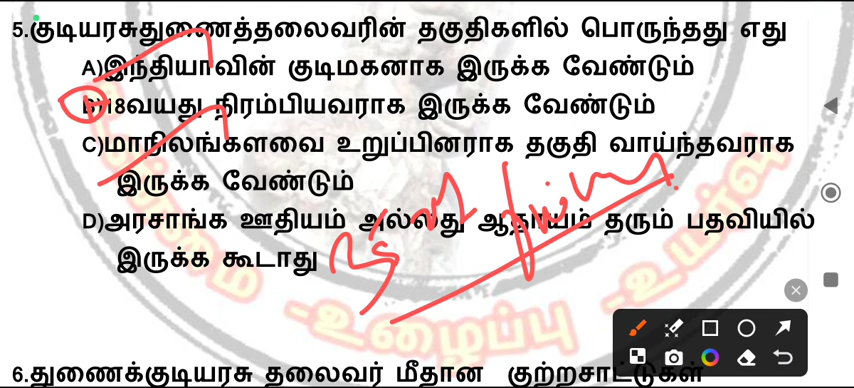 5.குடியரசுதுணைத்தலைவரின் தகுதிகளில் பொருந்தது எது
A)இந்தியாவின் குடிமகனாக இருக்க வேண்டும்
B)18வயது நிரம்பியவராக இருக்க வேண்டும்
C)மாநிலங்களவை உறுப்பினராக தகுதி வாய்ந்தவராக
இருக்க வேண்டும்
D)அரசாங்க ஊதியம் அல்லது ஆதாயம் தரும் பதவியில்
இருக்க கூடாது
-உழைப்பு -உயர்வு
6.துணைக்குடியரசு தலைவர் மீதான குற்றசாட்டுகள்